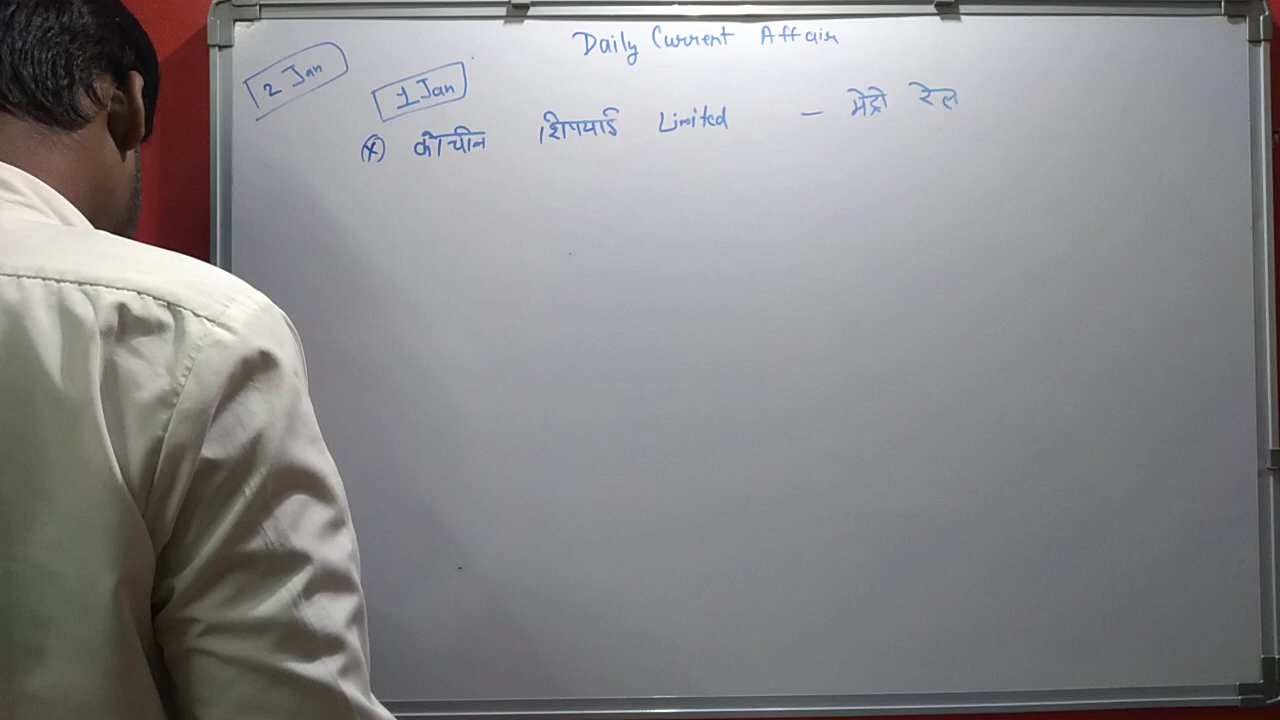 Daily Current Affair
2 Jan
1 Jan
(x) कोचीन शिपयार्ड Limited - मेट्रो रेल